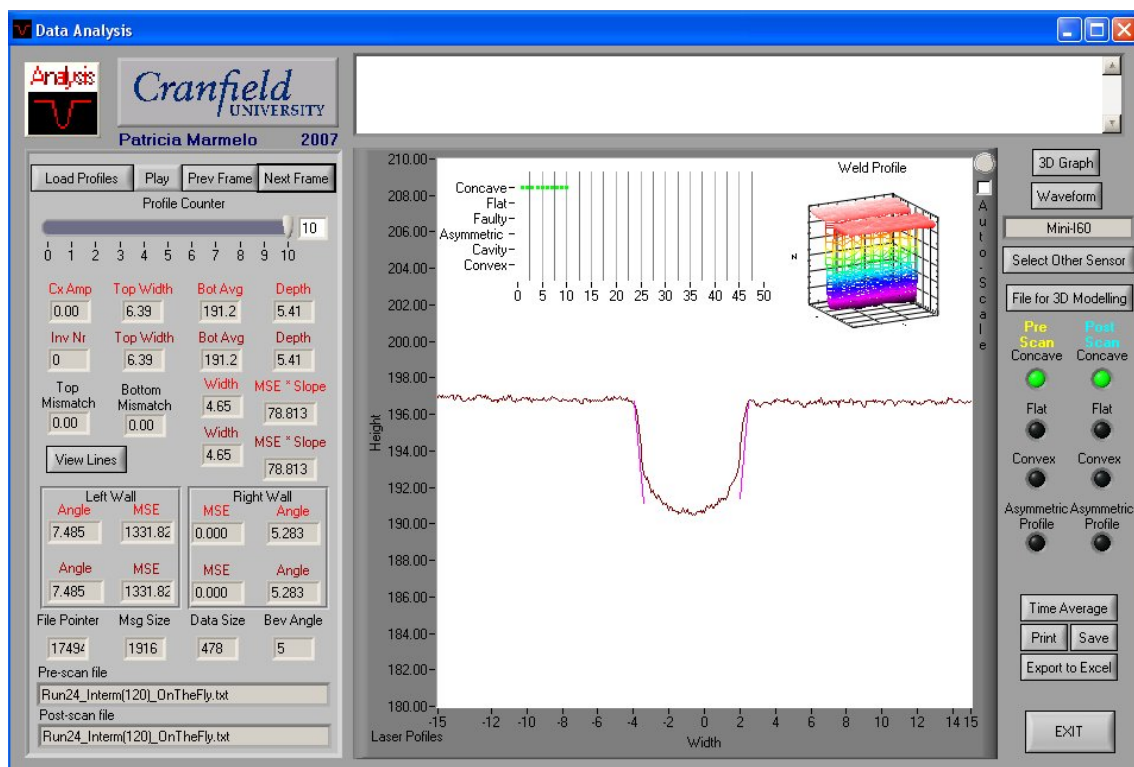 Data Analysis
Analysis
Cranfield
UNIVERSITY
Patricia Marmelo 2007
Load Profiles Play Prev Frame Next Frame
Profile Counter
10
0 1 2 3 4 5 6 7 8 9 10
Cx Amp Top Width Bot Avg Depth
0.00 6.39 191.2 5.41
Inv Nr Top Width Bot Avg Depth
0 6.39 191.2 5.41
Top Mismatch Bottom Mismatch Width MSE * Slope
0.00 0.00 4.65 78.813
Width MSE * Slope
View Lines 4.65 78.813
Left Wall Right Wall
Angle MSE MSE Angle
7.485 1331.82 0.000 5.283
Angle MSE MSE Angle
7.485 1331.82 0.000 5.283
File Pointer Msg Size Data Size Bev Angle
17494 1916 478 5
Pre-scan file
Run24_Interm(120)_OnTheFly.txt
Post-scan file
Run24_Interm(120)_OnTheFly.txt
210.00
208.00
206.00
204.00
202.00
200.00
198.00
196.00
194.00
192.00
190.00
188.00
186.00
184.00
182.00
180.00
Height
-15 -12 -10 -8 -6 -4 -2 0 2 4 6 8 10 12 14 15
Width
Laser Pofiles
Concave
Flat
Faulty
Asymmetric
Cavity
Convex
0 5 10 15 20 25 30 35 40 45 50
Weld Profile
Z
Auto-Scale
3D Graph
Waveform
Mini-I60
Select Other Sensor
File for 3D Modelling
Pre Post
Scan Scan
Concave Concave
Flat Flat
Convex Convex
Asymmetric Asymmetric
Profile Profile
Time Average
Print Save
Export to Excel
EXIT